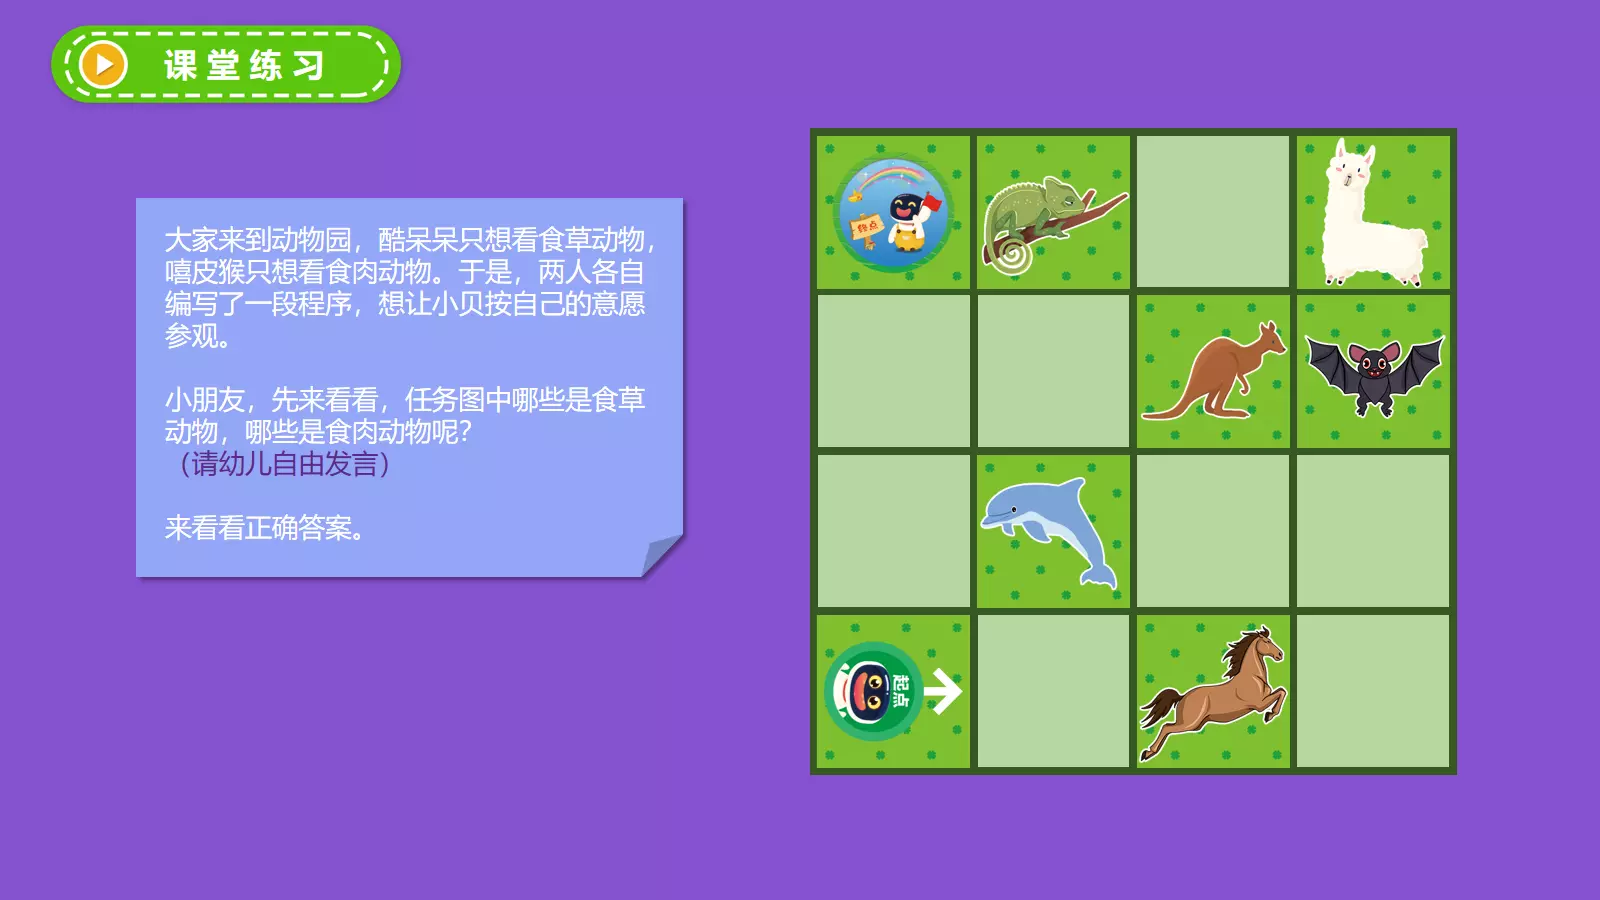 课堂练习
大家来到动物园，酷呆呆只想看食草动物，
嘻皮猴只想看食肉动物。于是，两人各自
编写了一段程序，想让小贝按自己的意愿
参观。
小朋友，先来看看，任务图中哪些是食草
动物，哪些是食肉动物呢？
（请幼儿自由发言）
来看看正确答案。
终点
起点